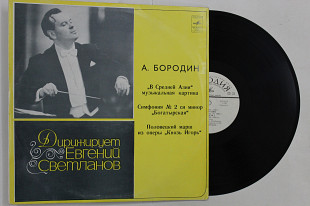 А. БОРОДИН
„В Средней Азии"
музыкальная картина
Симфония № 2 си минор
„Богатырская"
Половецкий марш
из оперы „Князь Игорь"
Дирижирует
Евгений
Светланов